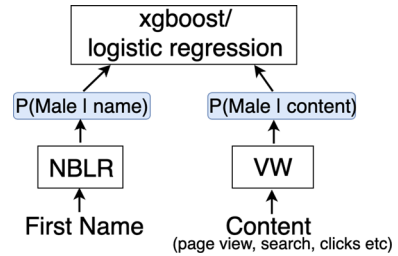 xgboost/
logistic regression
P(Male | name)
P(Male | content)
NBLR
VW
First Name
Content
(page view, search, clicks etc)